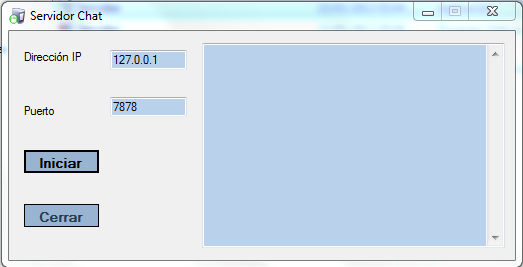 Servidor Chat
Dirección IP
127.0.0.1
Puerto
7878
Iniciar
Cerrar